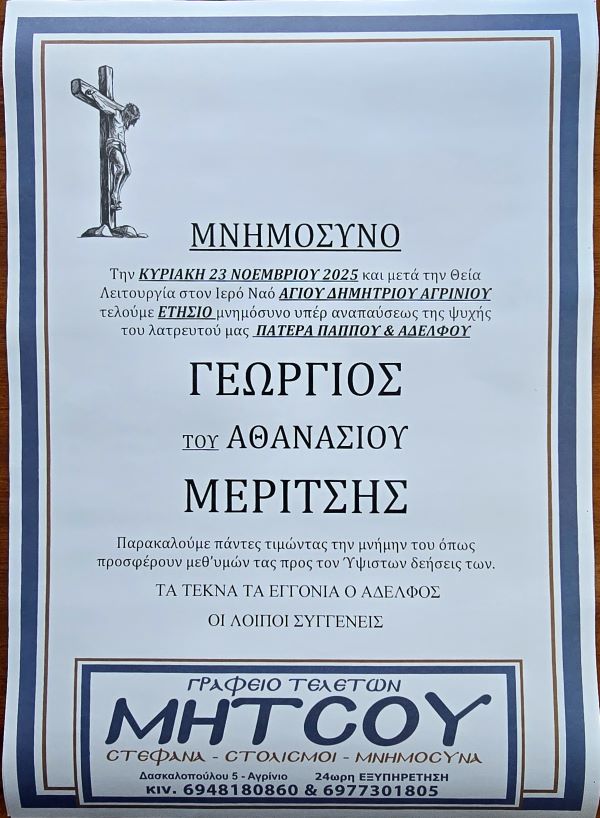 ΜΝΗΜΟΣΥΝΟ
Την ΚΥΡΙΑΚΗ 23 ΝΟΕΜΒΡΙΟΥ 2025 και μετά την Θεία
Λειτουργία στον Ιερό Ναό ΑΓΙΟΥ ΔΗΜΗΤΡΙΟΥ ΑΓΡΙΝΙΟΥ
τελούμε ΕΤΗΣΙΟ μνημόσυνο υπέρ αναπαύσεως της ψυχής
του λατρευτού μας ΠΑΤΕΡΑ ΠΑΠΠΟΥ & ΑΔΕΛΦΟΥ
ΓΕΩΡΓΙΟΣ
ΤΟΥ ΑΘΑΝΑΣΙΟΥ
ΜΕΡΙΤΣΗΣ
Παρακαλούμε πάντες τιμώντας την μνήμην του όπως
προσφέρουν μεθ'υμών τας προς τον Ύψιστων δεήσεις των.
ΤΑ ΤΕΚΝΑ ΤΑ ΕΓΓΟΝΙΑ Ο ΑΔΕΛΦΟΣ
ΟΙ ΛΟΙΠΟΙ ΣΥΓΓΕΝΕΙΣ
ΓΡΑΦΕΙΟ ΤΕΛΕΤΩΝ
ΜΗΤΣΟΥ
ΣΤΕΦΑΝΑ - ΣΤΟΛΙΣΜΟΙ - ΜΝΗΜΟΣΥΝΑ
Δασκαλοπούλου 5 - Αγρίνιο 24ωρη ΕΞΥΠΗΡΕΤΗΣΗ
ΚΙV. 6948180860 & 6977301805